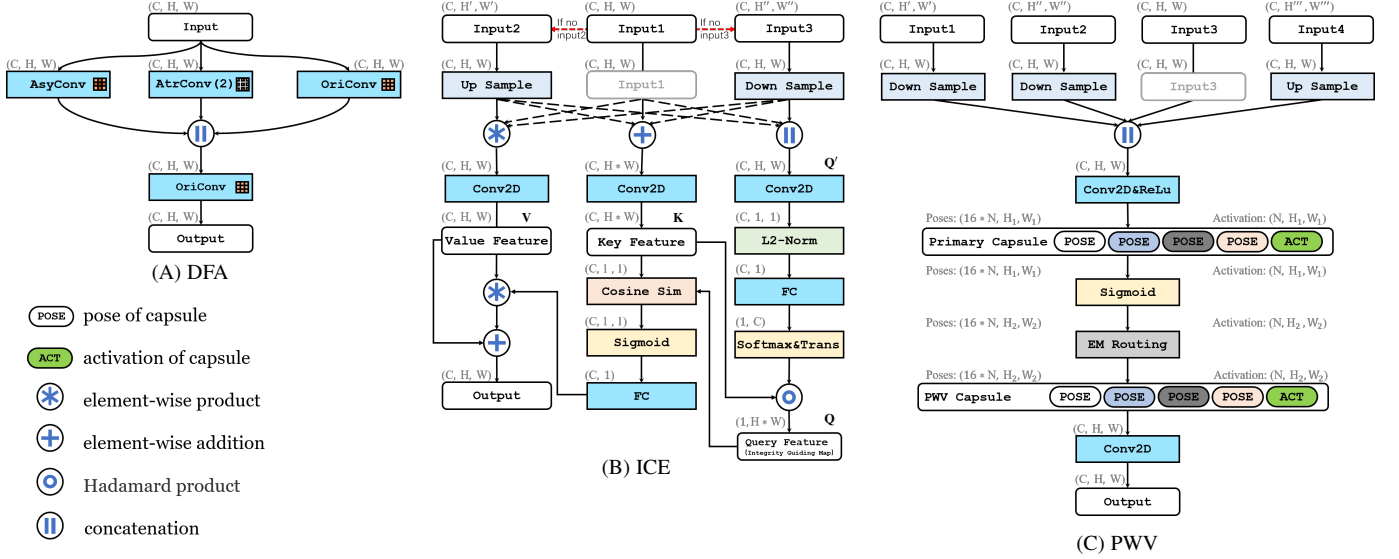 (C, H, W)
Input
(C, H, W)
(C, H, W)
(C, H, W)
AsyConv
AtrConv(2)
OriConv
(C, H, W)
OriConv
(C, H, W)
Output
(A) DFA
POSE
pose of capsule
ACT
activation of capsule
element-wise product
element-wise addition
Hadamard product
concatenation
(C, H', W')
(C, H, W)
(C, H'', W'')
Input2
If no
input2
Input1
If no
input3
Input3
(C, H, W)
(C, H, W)
(C, H, W)
Up Sample
Input1
Down Sample
(C, H, W)
(C, H * W)
(C, H, W)
Q'
Conv2D
Conv2D
Conv2D
(C, H, W)
V
(C, H * W)
K
(C, 1, 1)
Value Feature
Key Feature
L2-Norm
(C, 1 , 1)
(C, 1)
Cosine Sim
FC
(C, 1 , 1)
(1, C)
Sigmoid
Softmax&Trans
(C, H, W)
(C, 1)
Output
FC
(1, H * W)
Q
Query Feature
(Integrity Guiding Map)
(B) ICE
(C, H', W')
(C, H'', W'')
(C, H, W)
(C, H''', W''')
Input1
Input2
Input3
Input4
(C, H, W)
(C, H, W)
(C, H, W)
(C, H, W)
Down Sample
Down Sample
Input3
Up Sample
(C, H, W)
Conv2D&ReLu
Poses: (16 * N, H₁, W₁)
Activation: (N, H₁, W₁)
Primary Capsule
POSE
POSE
POSE
POSE
ACT
Poses: (16 * N, H₁, W₁)
Activation: (N, H₁, W₁)
Sigmoid
Poses: (16 * N, H₂, W₂)
Activation: (N, H₂, W₂)
EM Routing
Poses: (16 * N, H₂, W₂)
Activation: (N, H₂, W₂)
PWV Capsule
POSE
POSE
POSE
POSE
ACT
(C, H, W)
Conv2D
(C, H, W)
Output
(C) PWV